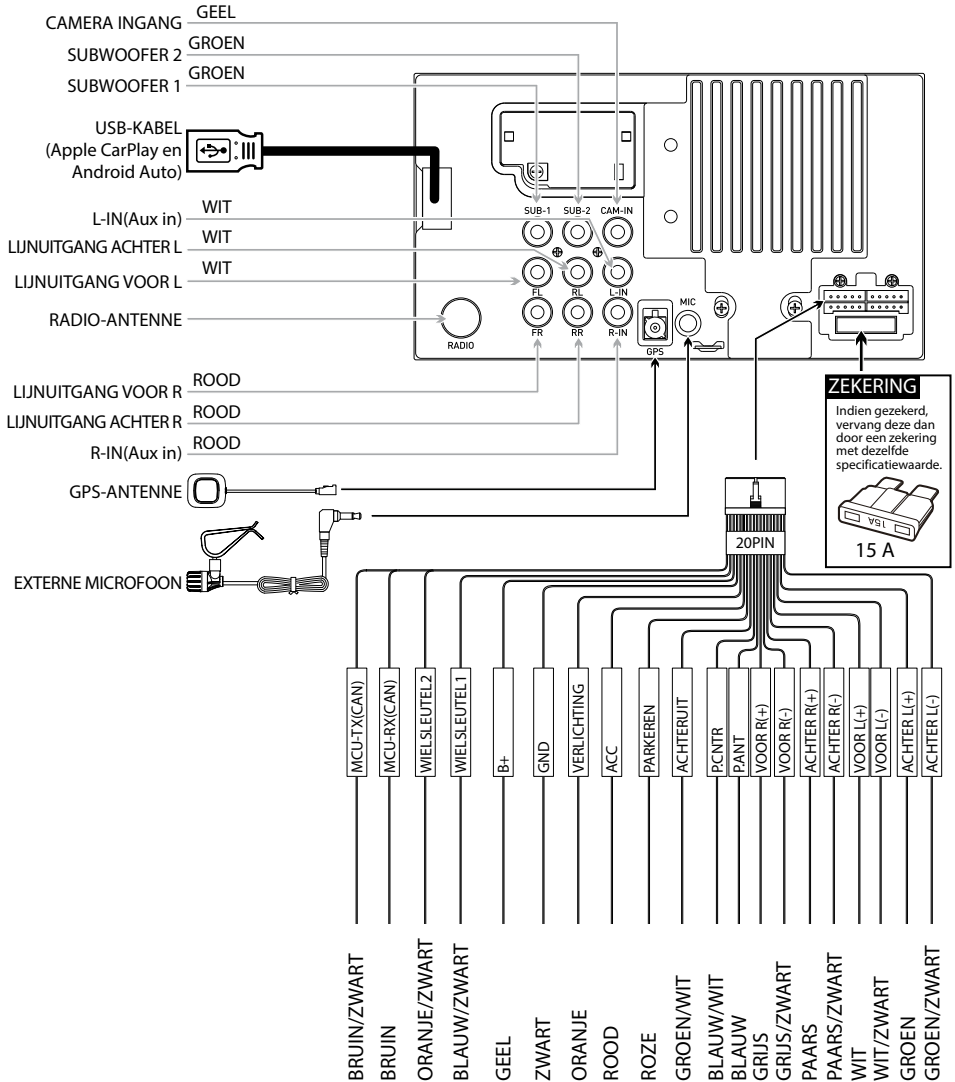 CAMERA INGANG
GEEL
SUBWOOFER 2
GROEN
SUBWOOFER 1
GROEN
USB-KABEL
(Apple CarPlay en
Android Auto)
L-IN(Aux in)
WIT
LIJNUITGANG ACHTER L
WIT
LIJNUITGANG VOOR L
WIT
RADIO-ANTENNE
LIJNUITGANG VOOR R
ROOD
LIJNUITGANG ACHTER R
ROOD
R-IN(Aux in)
ROOD
GPS-ANTENNE
EXTERNE MICROFOON
SUB-1
SUB-2
CAM-IN
FL
RL
L-IN
FR
RR
R-IN
RADIO
GPS
MIC
ZEKERING
Indien gezekerd,
vervang deze dan
door een zekering
met dezelfde
specificatiewaarde.
15A
15 A
20PIN
MCU-TX(CAN)
MCU-RX(CAN)
WIELSLEUTEL2
WIELSLEUTEL1
B+
GND
VERLICHTING
ACC
PARKEREN
ACHTERUIT
P.CNTR
P.ANT
VOOR R(+)
VOOR R(-)
ACHTER R(+)
ACHTER R(-)
VOOR L(+)
VOOR L(-)
ACHTER L(+)
ACHTER L(-)
BRUIN/ZWART
BRUIN
ORANJE/ZWART
BLAUW/ZWART
GEEL
ZWART
ORANJE
ROOD
ROZE
GROEN/WIT
BLAUW/WIT
BLAUW
GRIJS
GRIJS/ZWART
PAARS
PAARS/ZWART
WIT
WIT/ZWART
GROEN
GROEN/ZWART